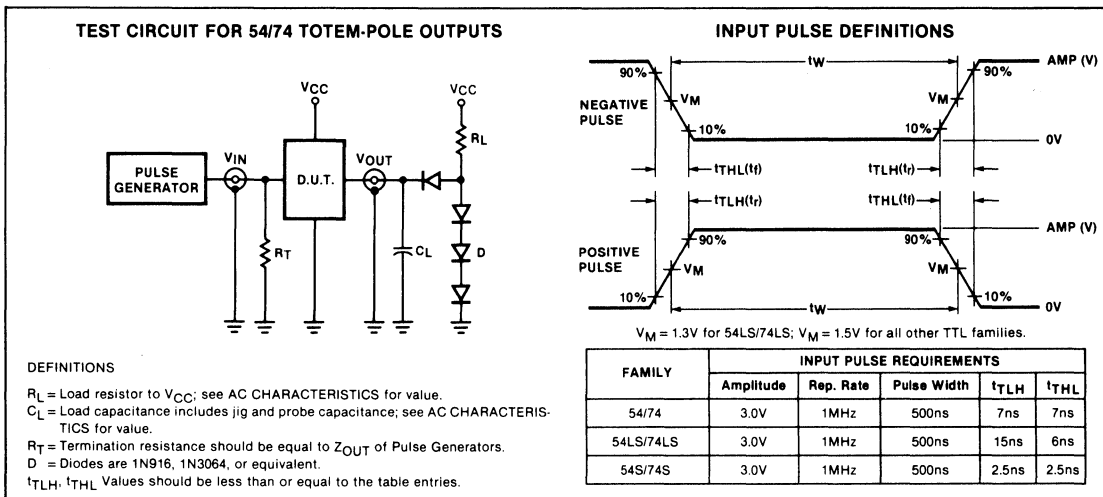 TEST CIRCUIT FOR 54/74 TOTEM-POLE OUTPUTS
VCC
VCC
RL
VIN
VOUT
PULSE
GENERATOR
D.U.T.
RT
CL
D
DEFINITIONS
RL = Load resistor to VCC; see AC CHARACTERISTICS for value.
CL = Load capacitance includes jig and probe capacitance; see AC CHARACTERIS-
TICS for value.
RT = Termination resistance should be equal to ZOUT of Pulse Generators.
D = Diodes are 1N916, 1N3064, or equivalent.
tTLH, tTHL Values should be less than or equal to the table entries.
INPUT PULSE DEFINITIONS
tW
AMP (V)
90%
90%
NEGATIVE
PULSE
VM
VM
10%
10%
0V
tTHL(tf)
tTLH(tr)
tTLH(tr)
tTHL(tf)
AMP (V)
90%
90%
POSITIVE
PULSE
VM
VM
10%
10%
tW
0V
VM = 1.3V for 54LS/74LS; VM = 1.5V for all other TTL families.
FAMILY
INPUT PULSE REQUIREMENTS
Amplitude Rep. Rate Pulse Width tTLH tTHL
54/74 3.0V 1MHz 500ns 7ns 7ns
54LS/74LS 3.0V 1MHz 500ns 15ns 6ns
54S/74S 3.0V 1MHz 500ns 2.5ns 2.5ns